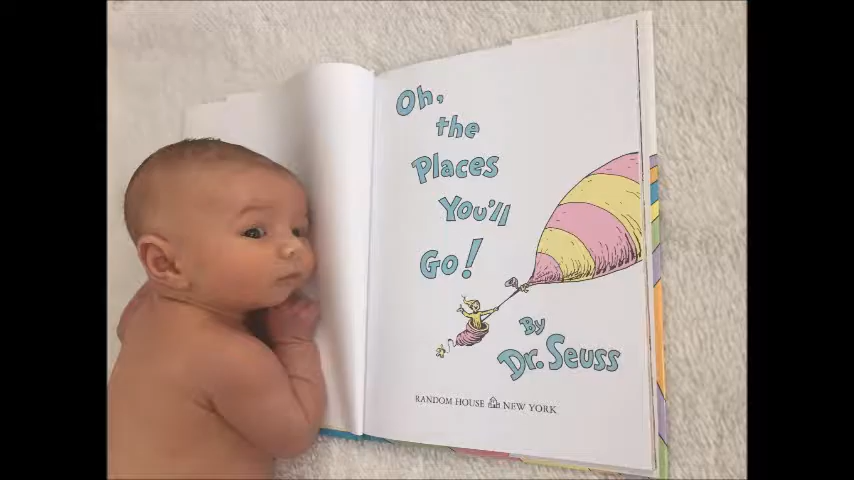 Oh,
the
Places
You'll
Go!
By
Dr. Seuss
RANDOM HOUSE NEW YORK